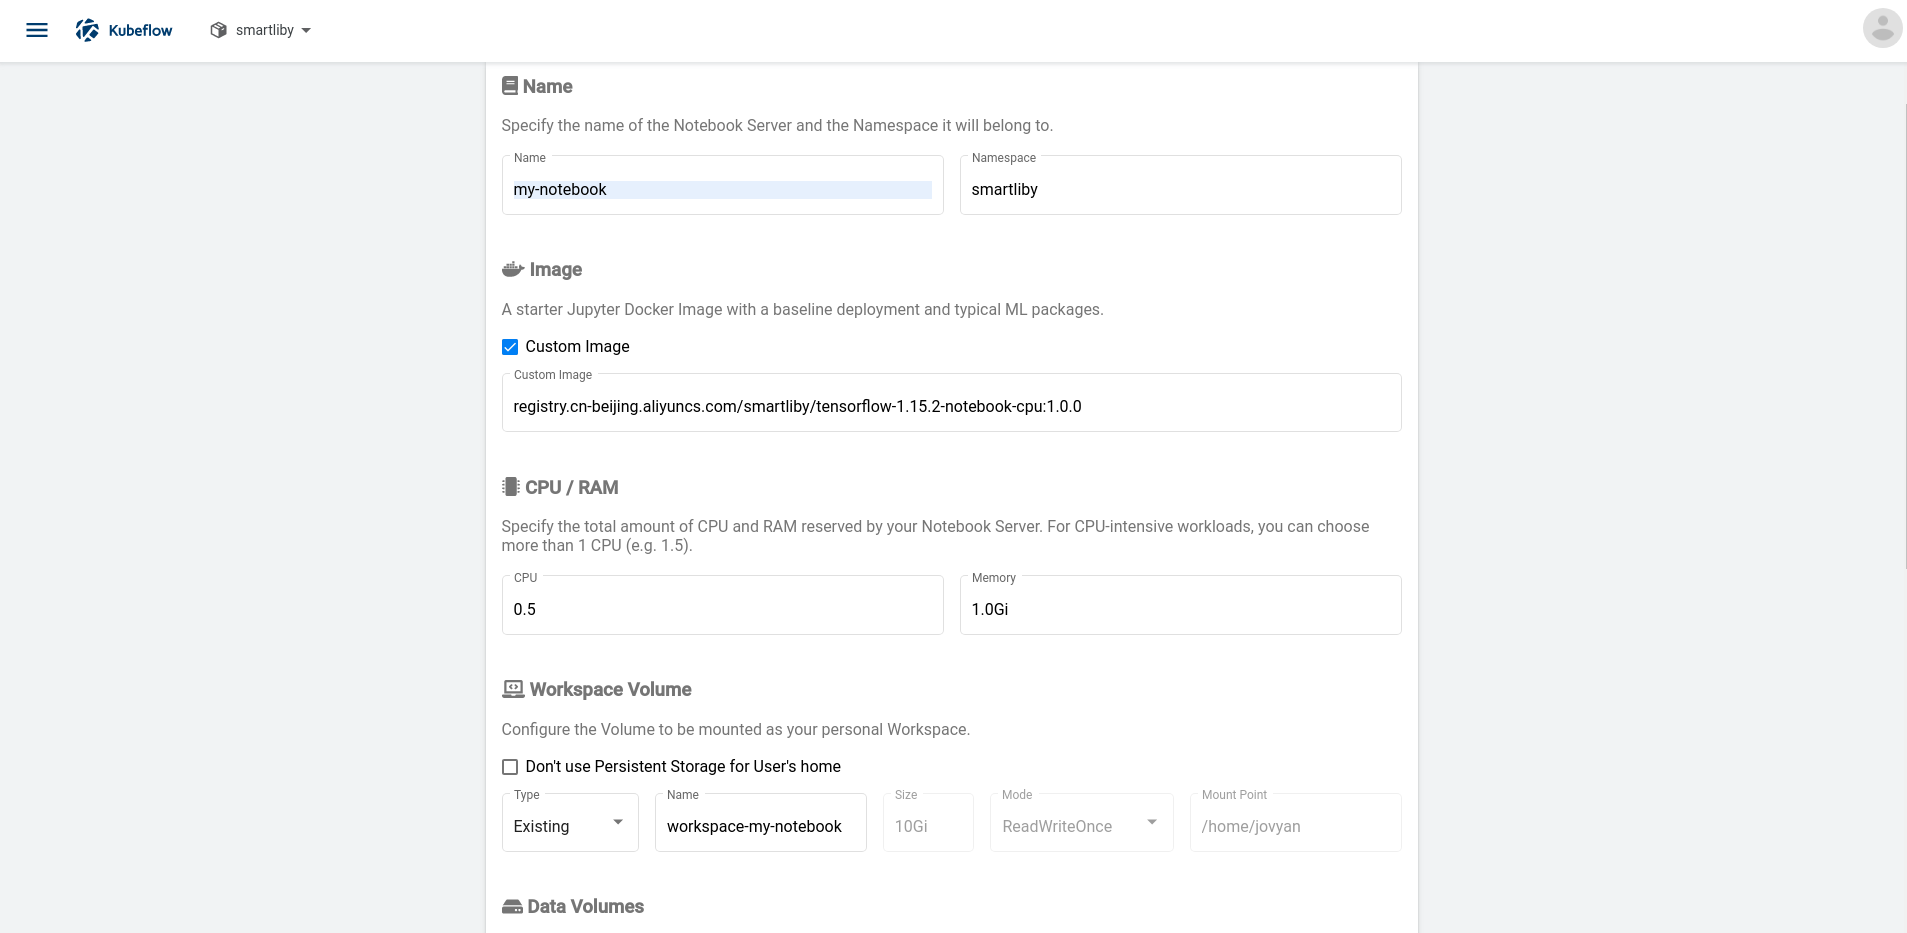 Kubeflow
smartliby
Name
Specify the name of the Notebook Server and the Namespace it will belong to.
Name
my-notebook
Namespace
smartliby
Image
A starter Jupyter Docker Image with a baseline deployment and typical ML packages.
Custom Image
Custom Image
registry.cn-beijing.aliyuncs.com/smartliby/tensorflow-1.15.2-notebook-cpu:1.0.0
CPU / RAM
Specify the total amount of CPU and RAM reserved by your Notebook Server. For CPU-intensive workloads, you can choose
more than 1 CPU (e.g. 1.5).
CPU
0.5
Memory
1.0Gi
Workspace Volume
Configure the Volume to be mounted as your personal Workspace.
Don't use Persistent Storage for User's home
Type
Existing
Name
workspace-my-notebook
Size
10Gi
Mode
ReadWriteOnce
Mount Point
/home/jovyan
Data Volumes